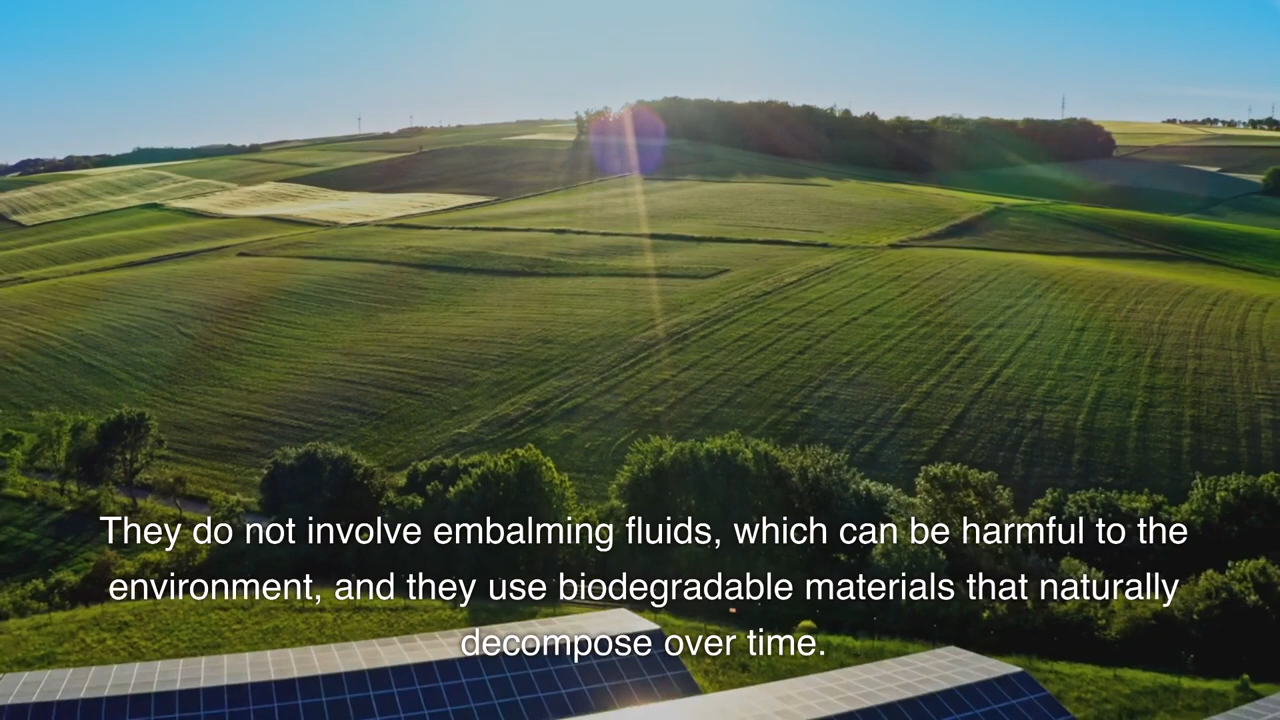 They do not involve embalming fluids, which can be harmful to the
environment, and they use biodegradable materials that naturally
decompose over time.